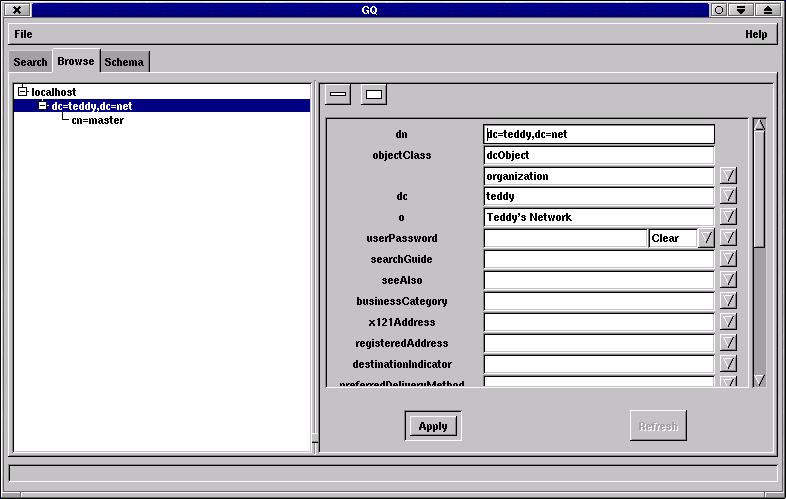 GQ
File Help
Search Browse Schema
localhost
dc=teddy,dc=net
cn=master
dn dc=teddy,dc=net
objectClass dcObject
organization
dc teddy
o Teddy's Network
userPassword Clear
searchGuide
seeAlso
businessCategory
x121Address
registeredAddress
destinationIndicator
preferredDeliveryMethod
Apply Refresh